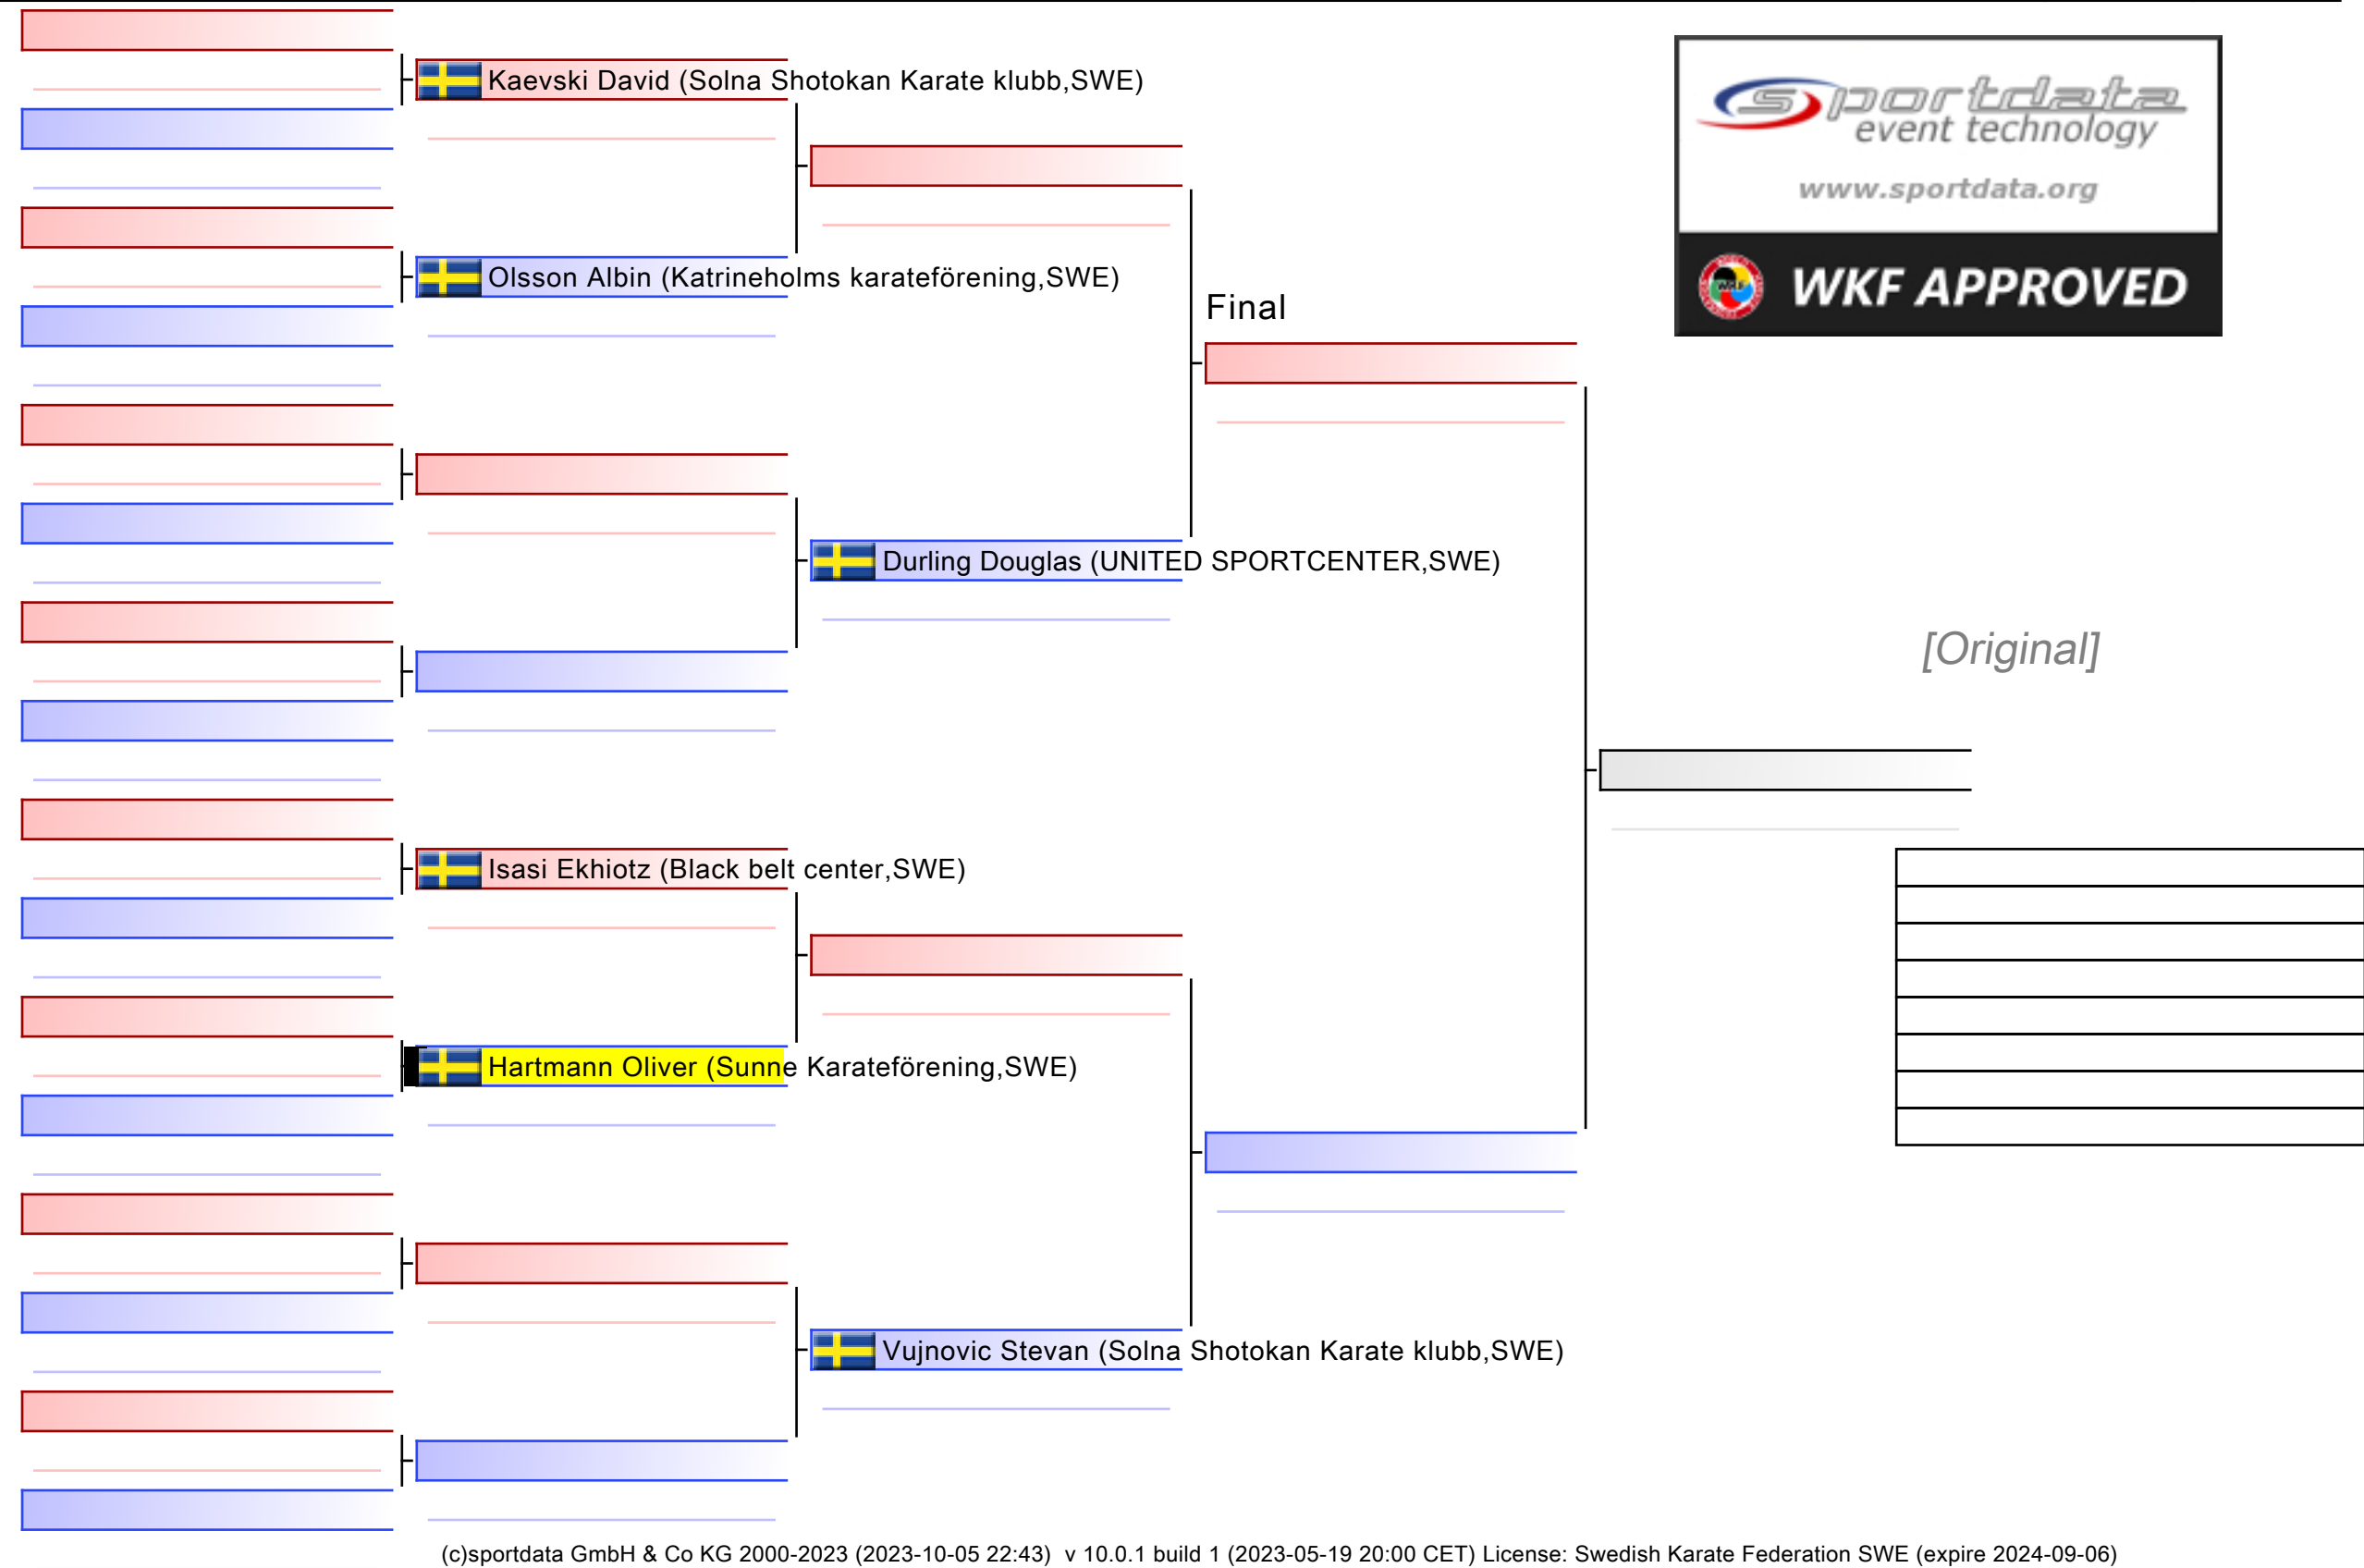 Kaevski David (Solna Shotokan Karate klubb,SWE)
sportdata
event technology
www.sportdata.org
Olsson Albin (Katrineholms karateförening,SWE)
WKF APPROVED
Final
Durling Douglas (UNITED SPORTCENTER,SWE)
[Original]
Isasi Ekhiotz (Black belt center,SWE)
Hartmann Oliver (Sunne Karateförening,SWE)
Vujnovic Stevan (Solna Shotokan Karate klubb,SWE)
(c)sportdata GmbH & Co KG 2000-2023 (2023-10-05 22:43) v 10.0.1 build 1 (2023-05-19 20:00 CET) License: Swedish Karate Federation SWE (expire 2024-09-06)